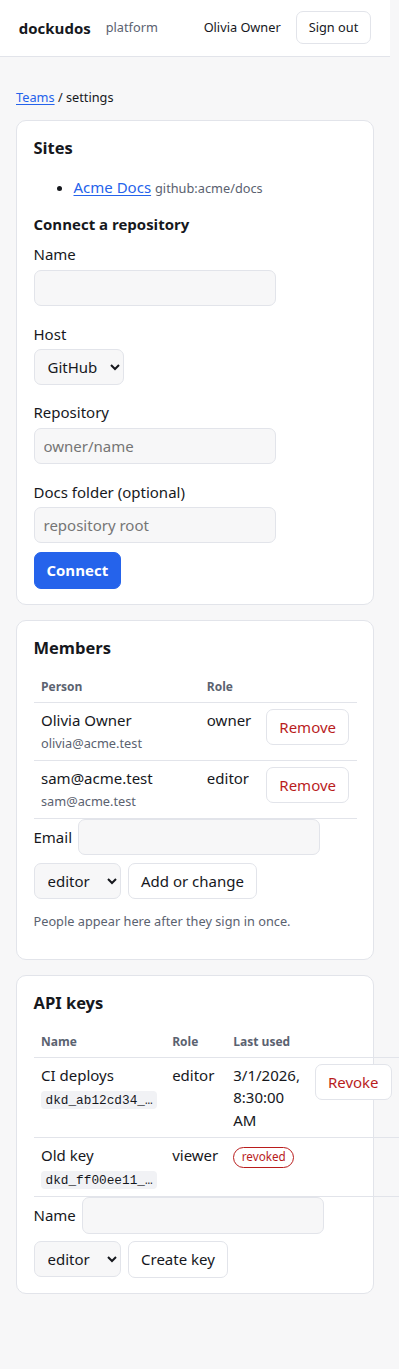 dockudos platform Olivia Owner Sign out
Teams / settings
Sites
Acme Docs github:acme/docs
Connect a repository
Name
Host
GitHub
Repository
owner/name
Docs folder (optional)
repository root
Connect
Members
Person Role
Olivia Owner owner Remove
olivia@acme.test
sam@acme.test editor Remove
sam@acme.test
Email
editor Add or change
People appear here after they sign in once.
API keys
Name Role Last used
CI deploys editor 3/1/2026, Revoke
dkd_ab12cd34_… 8:30:00
AM
Old key viewer revoked
dkd_ff00ee11_…
Name
editor Create key